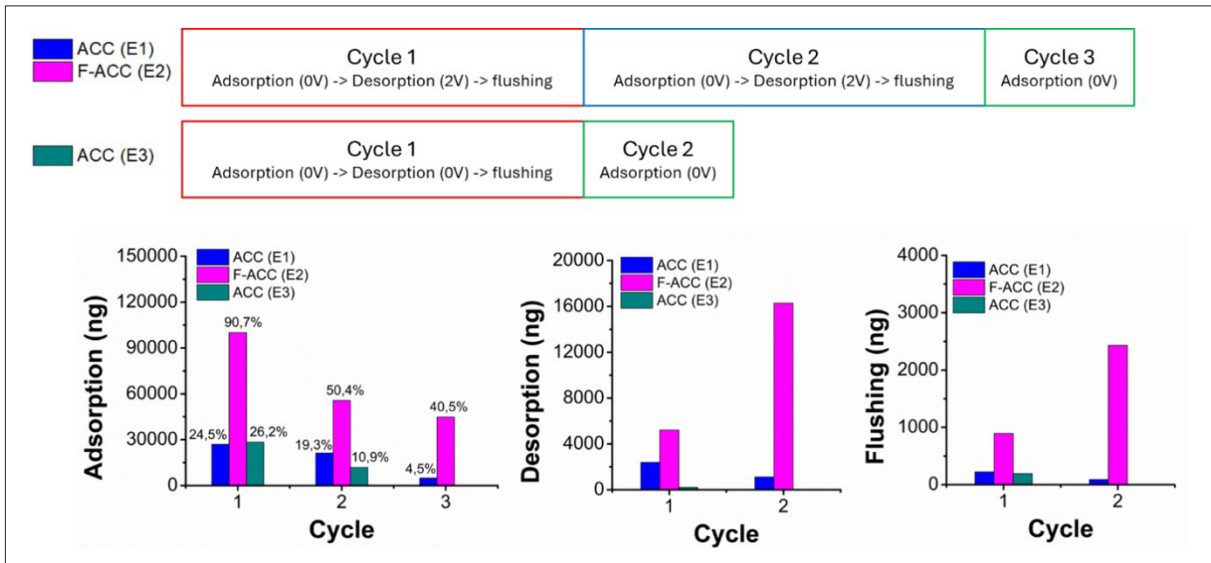 ACC (E1)
F-ACC (E2)
Cycle 1
Adsorption (0V) -> Desorption (2V) -> flushing
Cycle 2
Adsorption (0V) -> Desorption (2V) -> flushing
Cycle 3
Adsorption (0V)
ACC (E3)
Cycle 1
Adsorption (0V) -> Desorption (0V) -> flushing
Cycle 2
Adsorption (0V)
Adsorption (ng)
150000
120000
90000
60000
30000
0
ACC (E1)
F-ACC (E2)
ACC (E3)
90,7%
24,5%
26,2%
50,4%
19,3%
10,9%
40,5%
4,5%
1 2 3
Cycle
Desorption (ng)
20000
16000
12000
8000
4000
0
ACC (E1)
F-ACC (E2)
ACC (E3)
1 2
Cycle
Flushing (ng)
4000
3000
2000
1000
0
ACC (E1)
F-ACC (E2)
ACC (E3)
1 2
Cycle